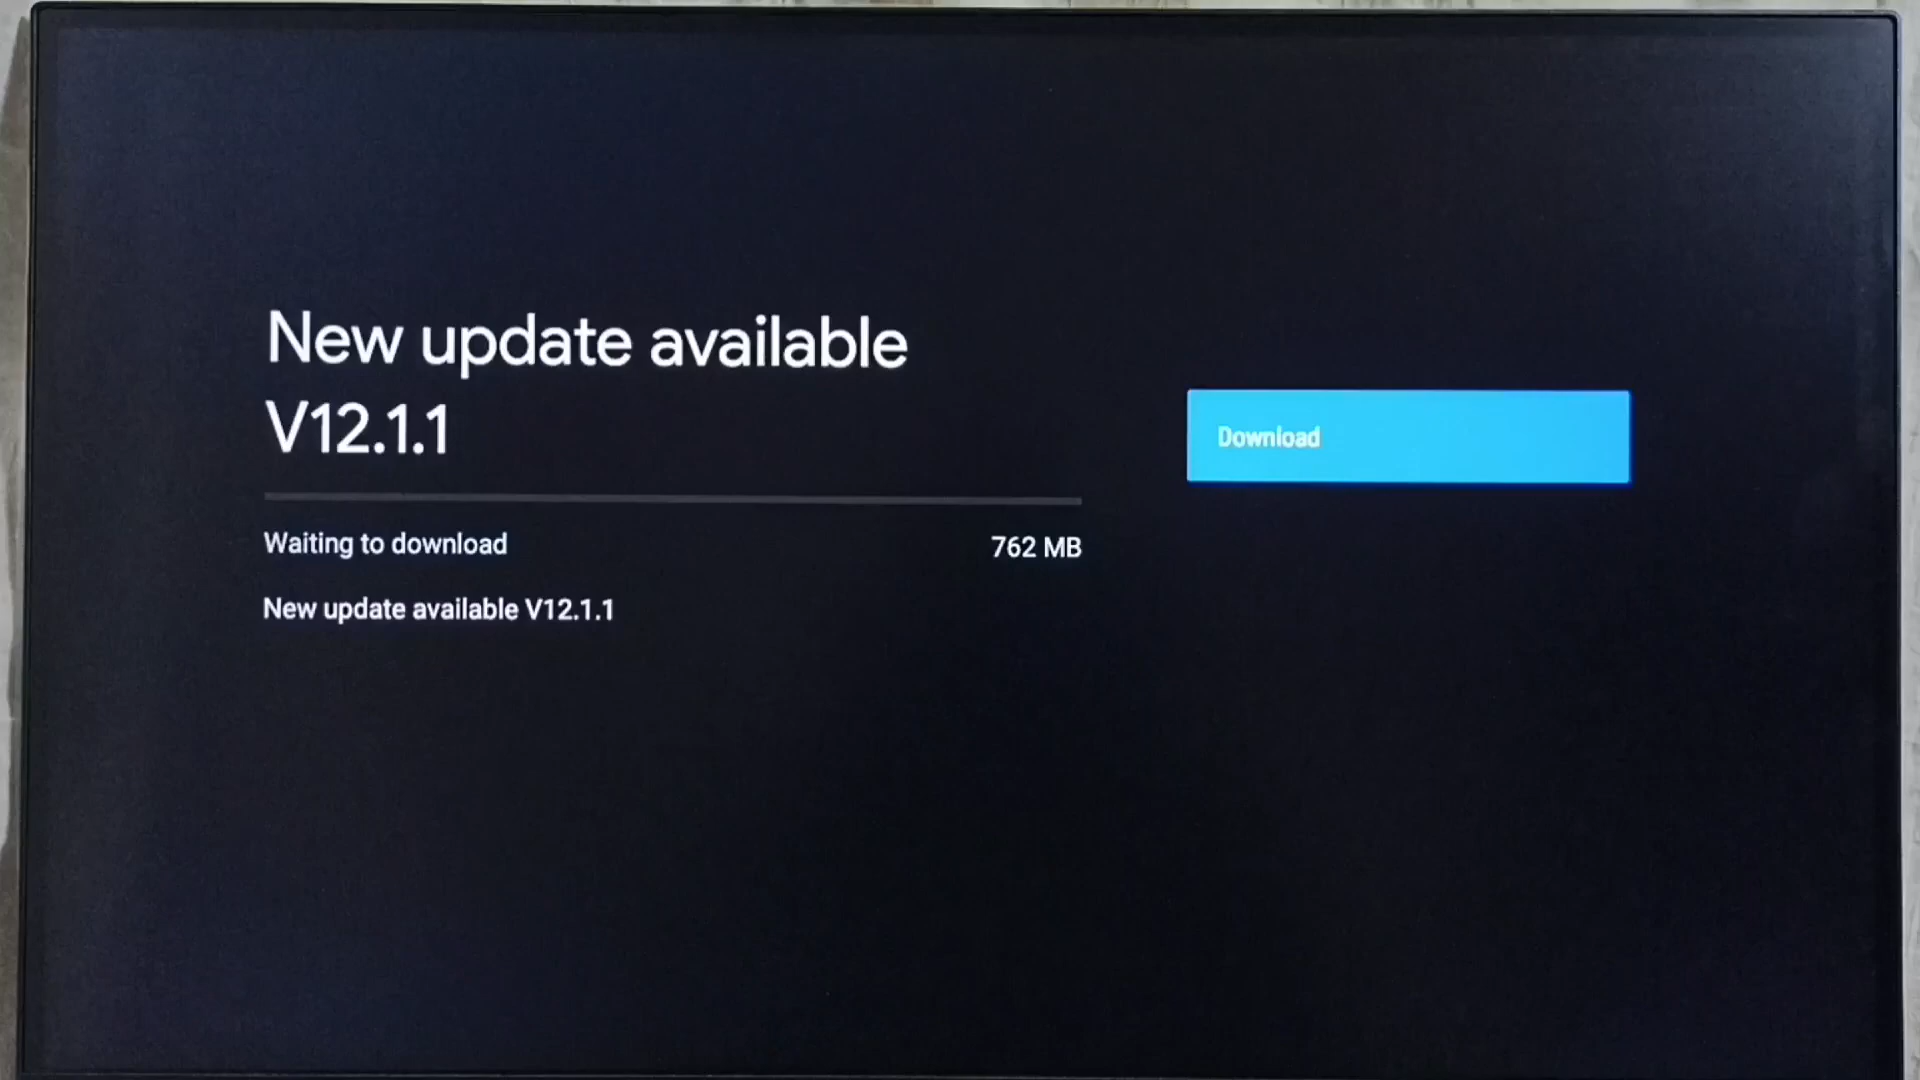 New update available
V12.1.1
Download
Waiting to download
762 MB
New update available V12.1.1